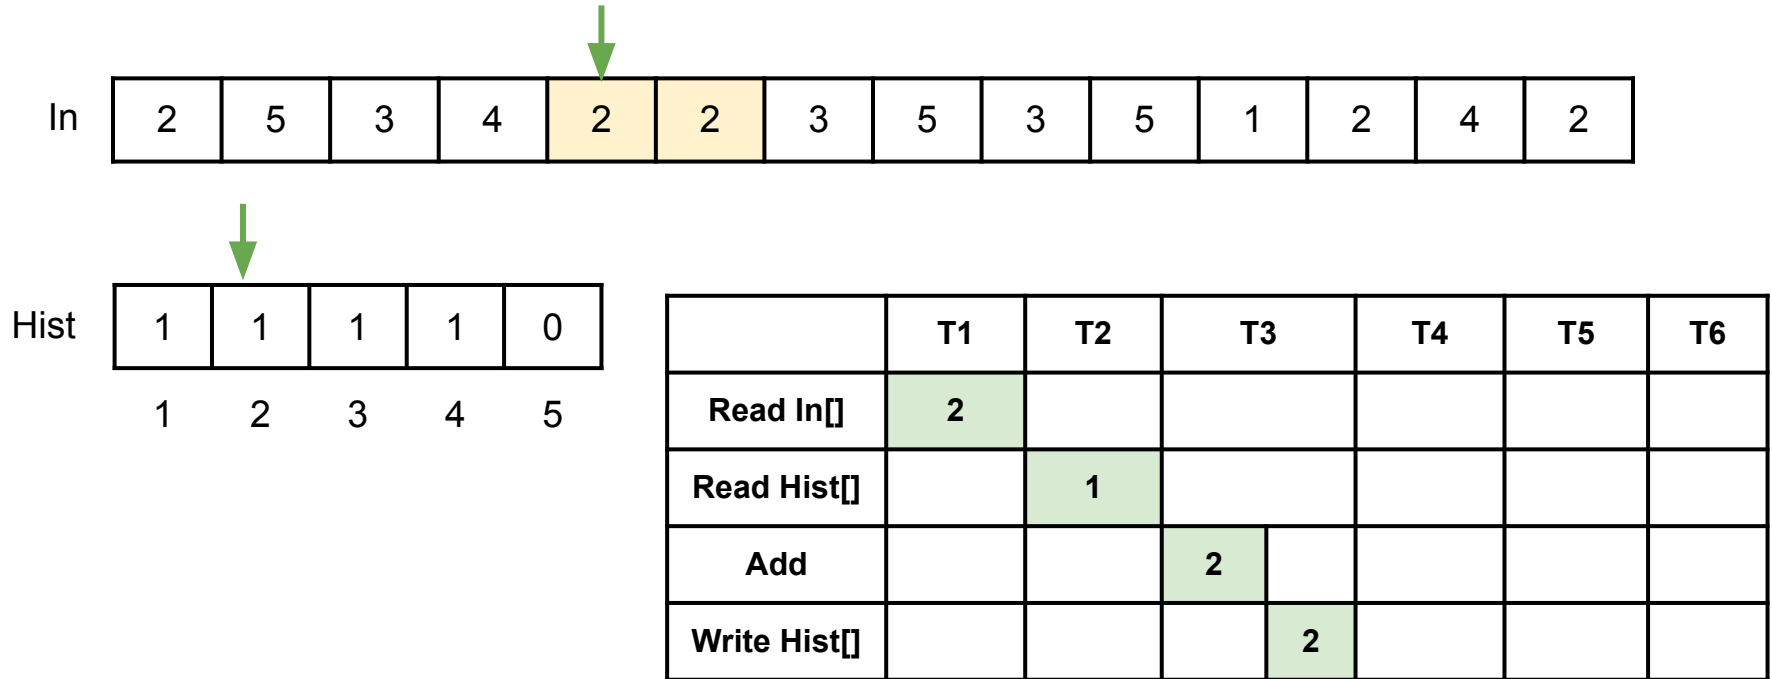 In 2 5 3 4 2 2 3 5 3 5 1 2 4 2
Hist 1 1 1 1 0
1 2 3 4 5
T1 T2 T3 T4 T5 T6
Read In[] 2
Read Hist[] 1
Add 2
Write Hist[] 2